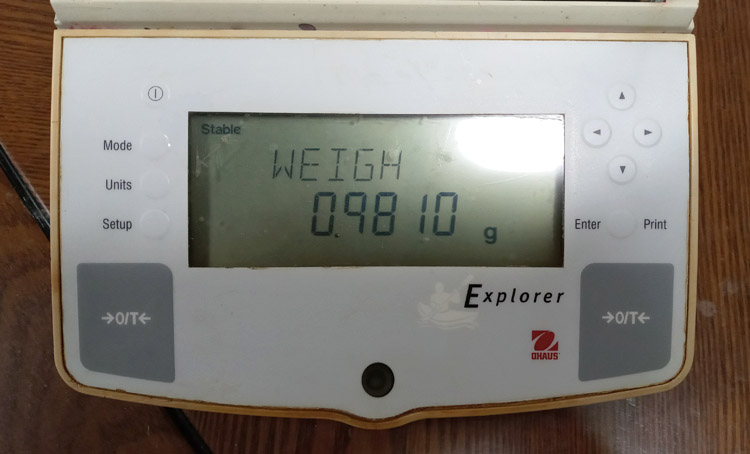 Stable
Mode
WEIGH
Units
0.9810 g
Setup
Enter
Print
Explorer
→0/T←
→0/T←
OHAUS